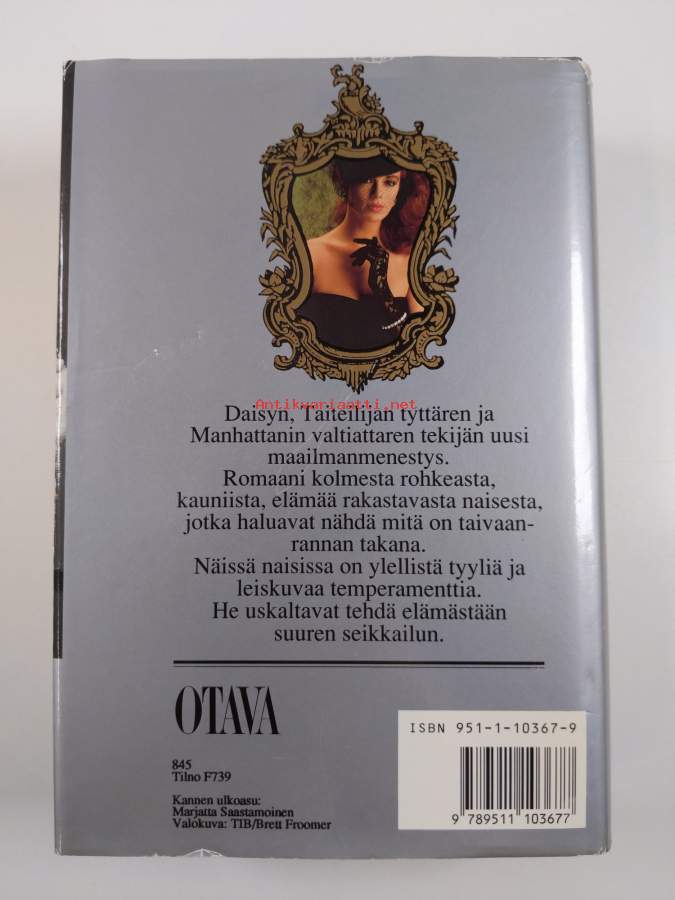 Antikvariaatti.net
Daisyn, Taiteilijan tyttären ja
Manhattanin valtiattaren tekijän uusi
maailmanmenestys.
Romaani kolmesta rohkeasta,
kauniista, elämää rakastavasta naisesta,
jotka haluavat nähdä mitä on taivaan-
rannan takana.
Näissä naisissa on ylellistä tyyliä ja
leiskuvaa temperamenttia.
He uskaltavat tehdä elämästään
suuren seikkailun.
OTAVA
845
Tilno F739
Kannen ulkoasu:
Marjatta Saastamoinen
Valokuva: TIB/Brett Froomer
ISBN 951-1-10367-9
9 789511 103677